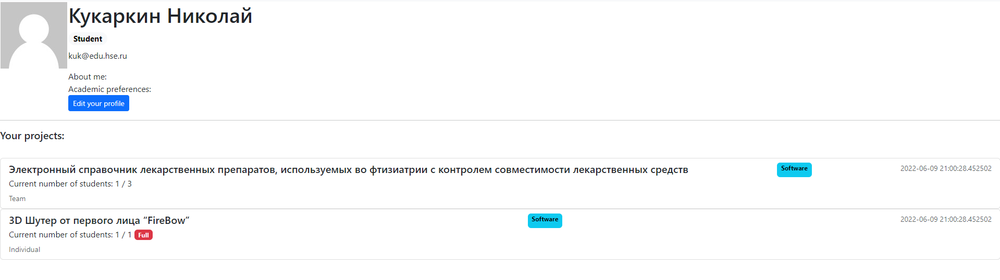 Кукаркин Николай
Student
kuk@edu.hse.ru
About me:
Academic preferences:
Edit your profile
Your projects:
Электронный справочник лекарственных препаратов, используемых во фтизиатрии с контролем совместимости лекарственных средств
Software
2022-06-09 21:00:28.452502
Current number of students: 1 / 3
Team
3D Шутер от первого лица “FireBow”
Software
2022-06-09 21:00:28.452502
Current number of students: 1 / 1 Full
Individual